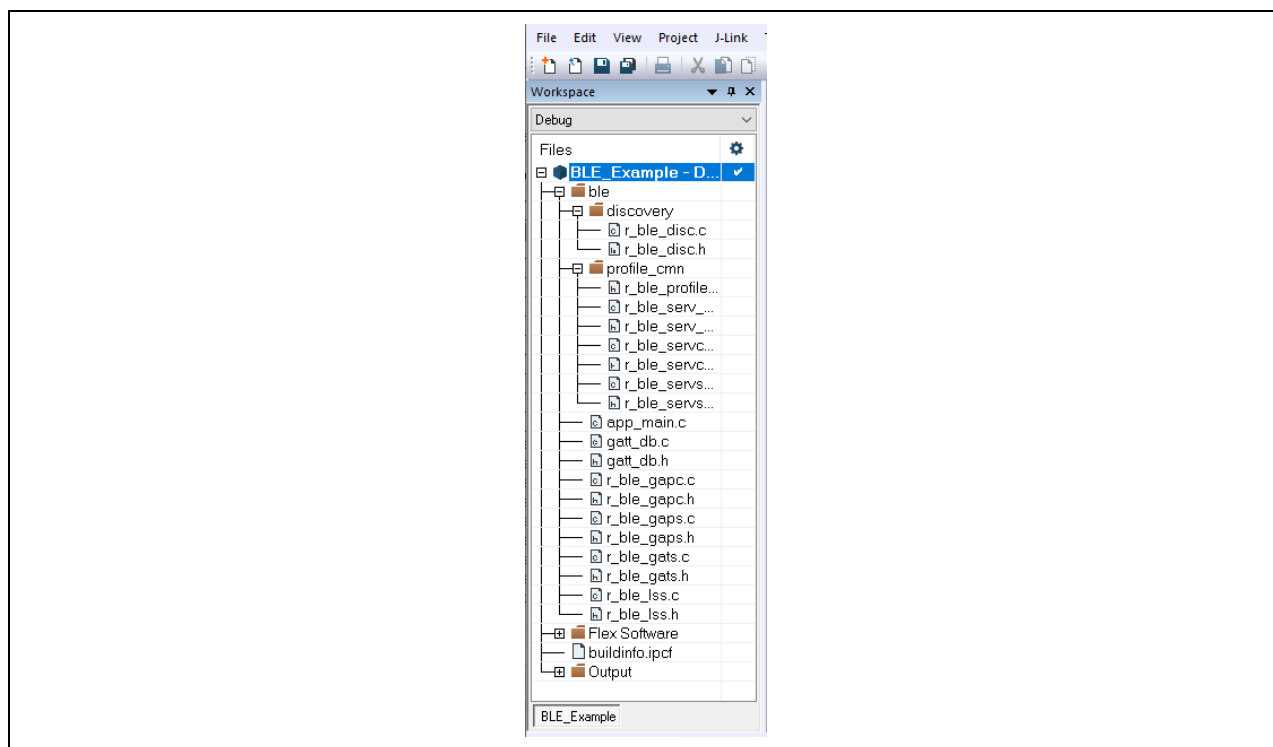 File Edit View Project J-Link
Workspace
Debug
Files
BLE_Example - D...
ble
discovery
r_ble_disc.c
r_ble_disc.h
profile_cmn
r_ble_profile...
r_ble_serv_...
r_ble_serv_...
r_ble_servc...
r_ble_servc...
r_ble_servs...
r_ble_servs...
app_main.c
gatt_db.c
gatt_db.h
r_ble_gapc.c
r_ble_gapc.h
r_ble_gaps.c
r_ble_gaps.h
r_ble_gats.c
r_ble_gats.h
r_ble_lss.c
r_ble_lss.h
Flex Software
buildinfo.ipcf
Output
BLE_Example